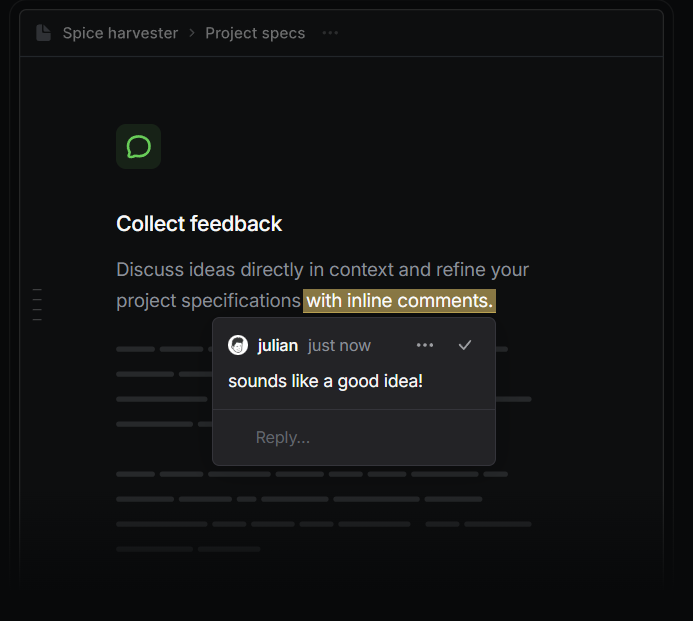 Spice harvester › Project specs ···
Collect feedback
Discuss ideas directly in context and refine your
project specifications with inline comments.
julian just now ···
sounds like a good idea!
Reply...